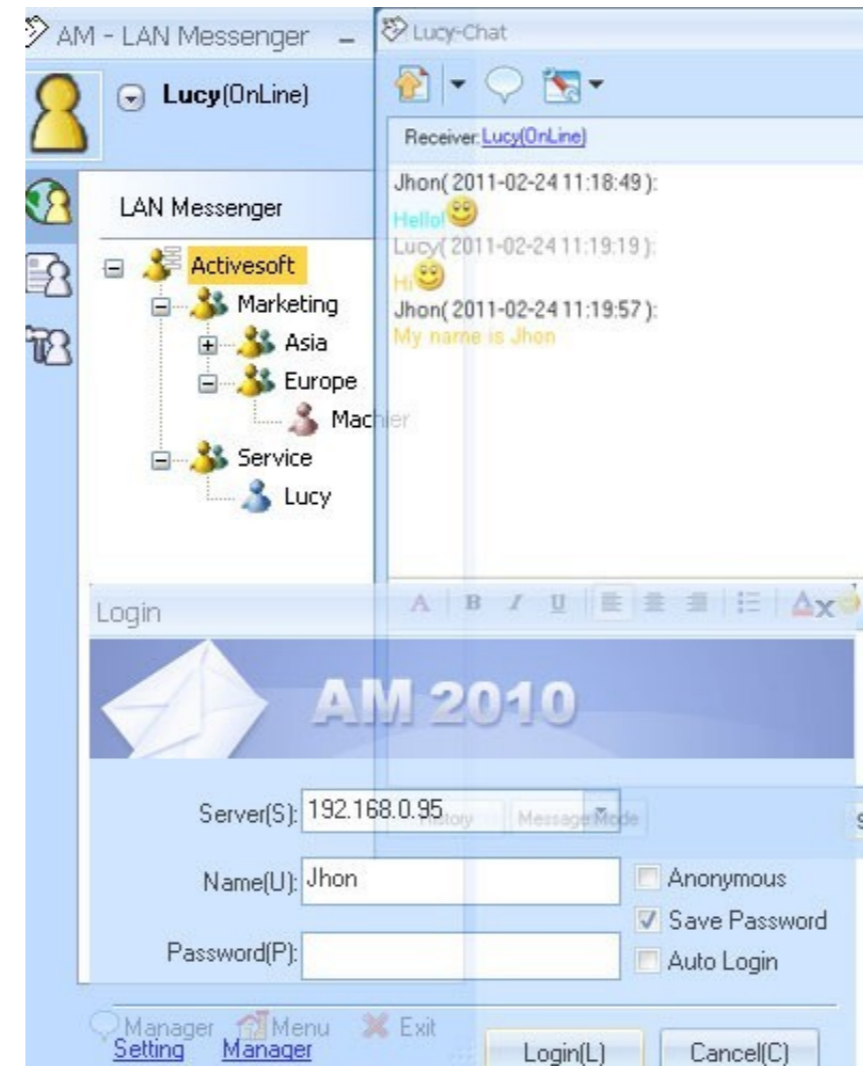 AM - LAN Messenger
Lucy(OnLine)
LAN Messenger
Activesoft
Marketing
Asia
Europe
Machier
Service
Lucy
Lucy-Chat
Receiver:Lucy(OnLine)
Jhon( 2011-02-24 11:18:49 ):
Hello!
Lucy( 2011-02-24 11:19:19 ):
Hi
Jhon( 2011-02-24 11:19:57 ):
My name is Jhon
A B I U A
History Message Mode S
Login x
AM 2010
Server(S): 192.168.0.95
Name(U): Jhon
Anonymous
Save Password
Password(P):
Auto Login
Manager Menu Exit
Setting Manager
Login(L) Cancel(C)